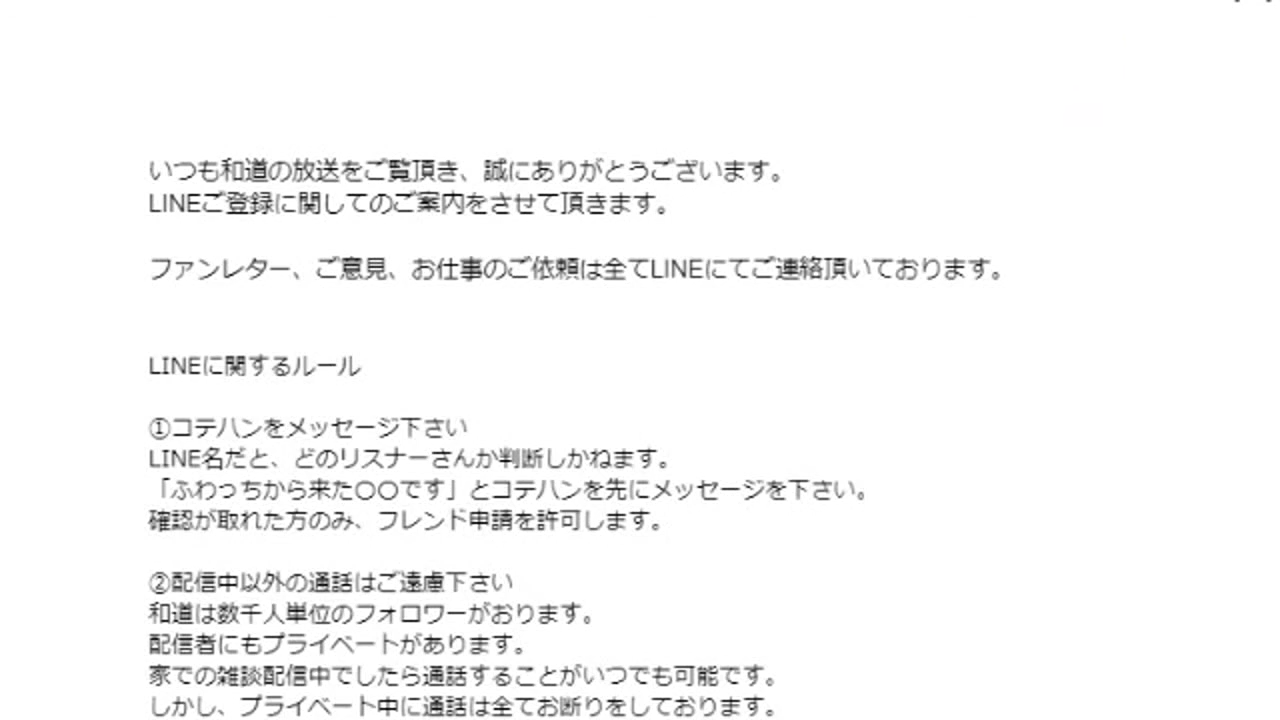 いつも和道の放送をご覧頂き、誠にありがとうございます。
LINEご登録に関してのご案内をさせて頂きます。
ファンレター、ご意見、お仕事のご依頼は全てLINEにてご連絡頂いております。
LINEに関するルール
①コテハンをメッセージ下さい
LINE名だと、どのリスナーさんか判断しかねます。
「ふわっちから来た〇〇です」とコテハンを先にメッセージを下さい。
確認が取れた方のみ、フレンド申請を許可します。
②配信中以外の通話はご遠慮下さい
和道は数千人単位のフォロワーがおります。
配信者にもプライベートがあります。
家での雑談配信中でしたら通話することがいつでも可能です。
しかし、プライベート中に通話は全てお断りをしております。